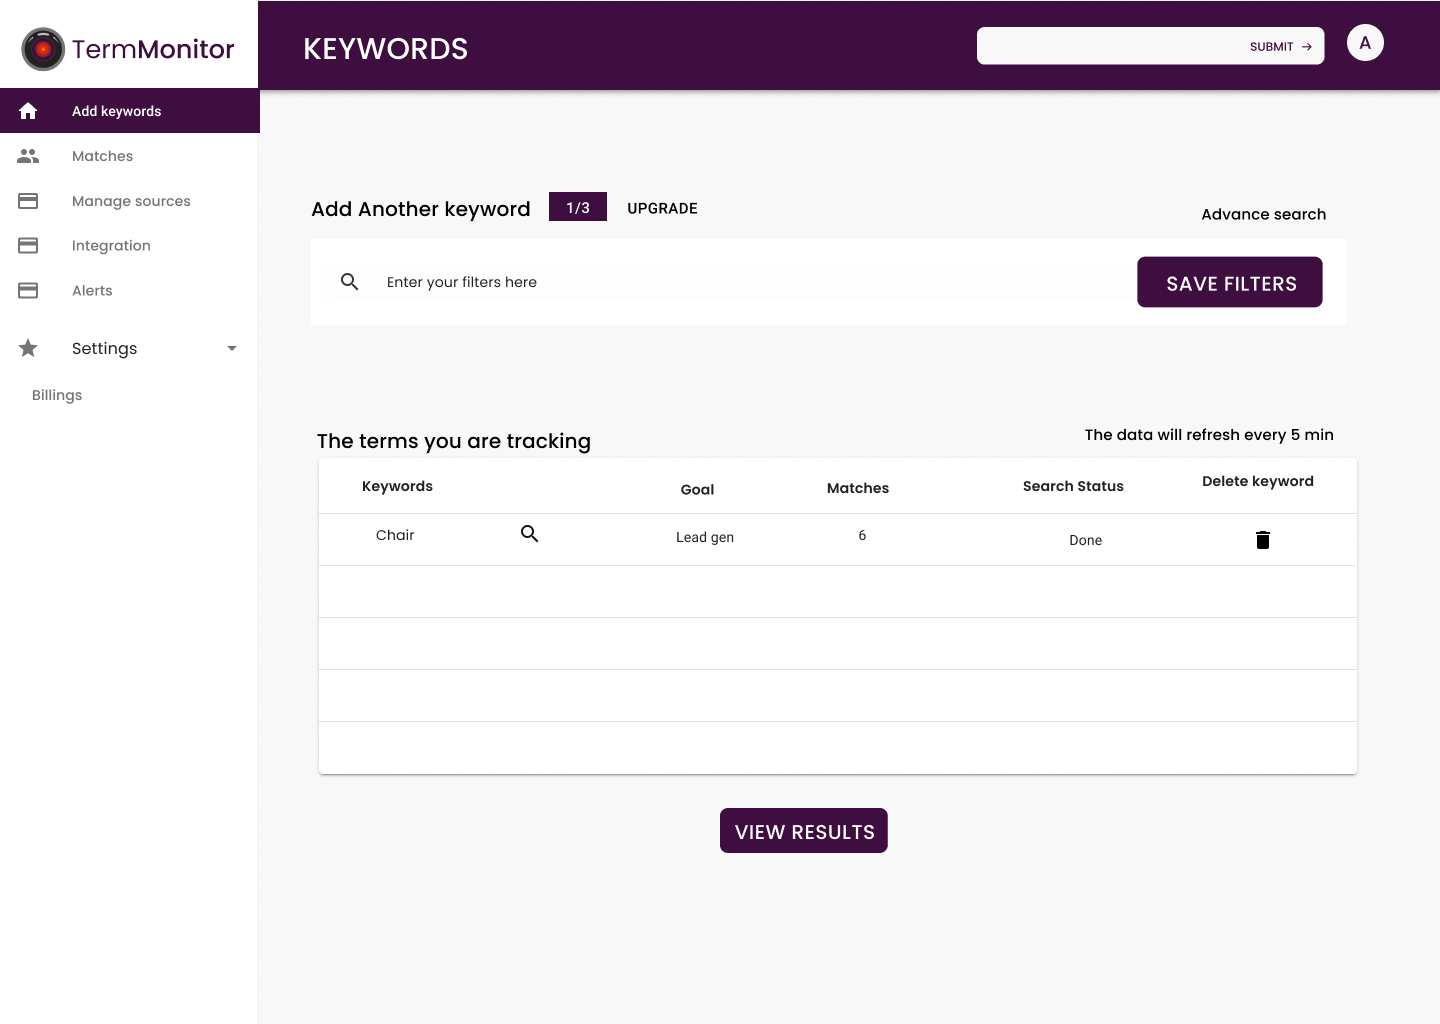 TermMonitor
KEYWORDS
SUBMIT
A
Add keywords
Matches
Manage sources
Integration
Alerts
Settings
Billings
Add Another keyword 1/3 UPGRADE
Advance search
Enter your filters here
SAVE FILTERS
The terms you are tracking
The data will refresh every 5 min
Keywords Goal Matches Search Status Delete keyword
Chair Lead gen 6 Done
VIEW RESULTS